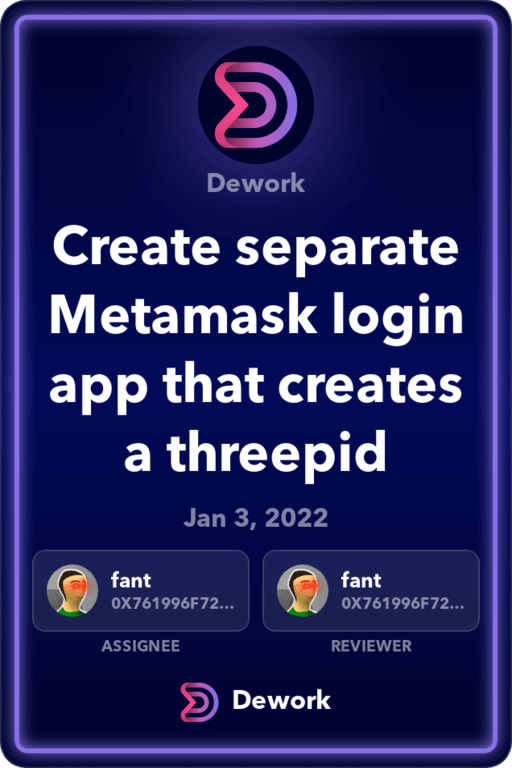 Dework
Create separate
Metamask login
app that creates
a threepid
Jan 3, 2022
fant
0X761996F72...
ASSIGNEE
fant
0X761996F72...
REVIEWER
Dework